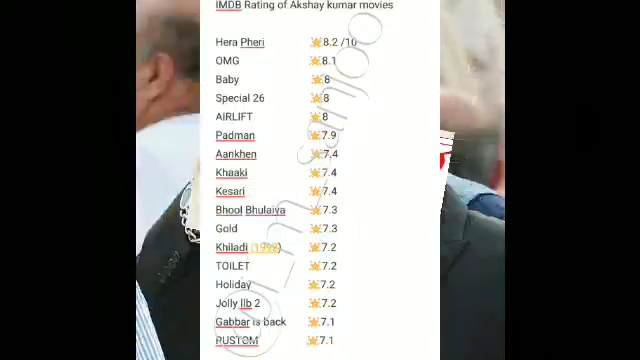 IMDB Rating of Akshay kumar movies
Hera Pheri ⭐8.2 /10
OMG ⭐8.1
Baby ⭐8
Special 26 ⭐8
AIRLIFT ⭐8
Padman ⭐7.9
Aankhen ⭐7.4
Khaaki ⭐7.4
Kesari ⭐7.4
Bhool Bhulaiya ⭐7.3
Gold ⭐7.3
Khiladi (1992) ⭐7.2
TOILET ⭐7.2
Holiday ⭐7.2
Jolly llb 2 ⭐7.2
Gabbar is back ⭐7.1
RUSTOM ⭐7.1